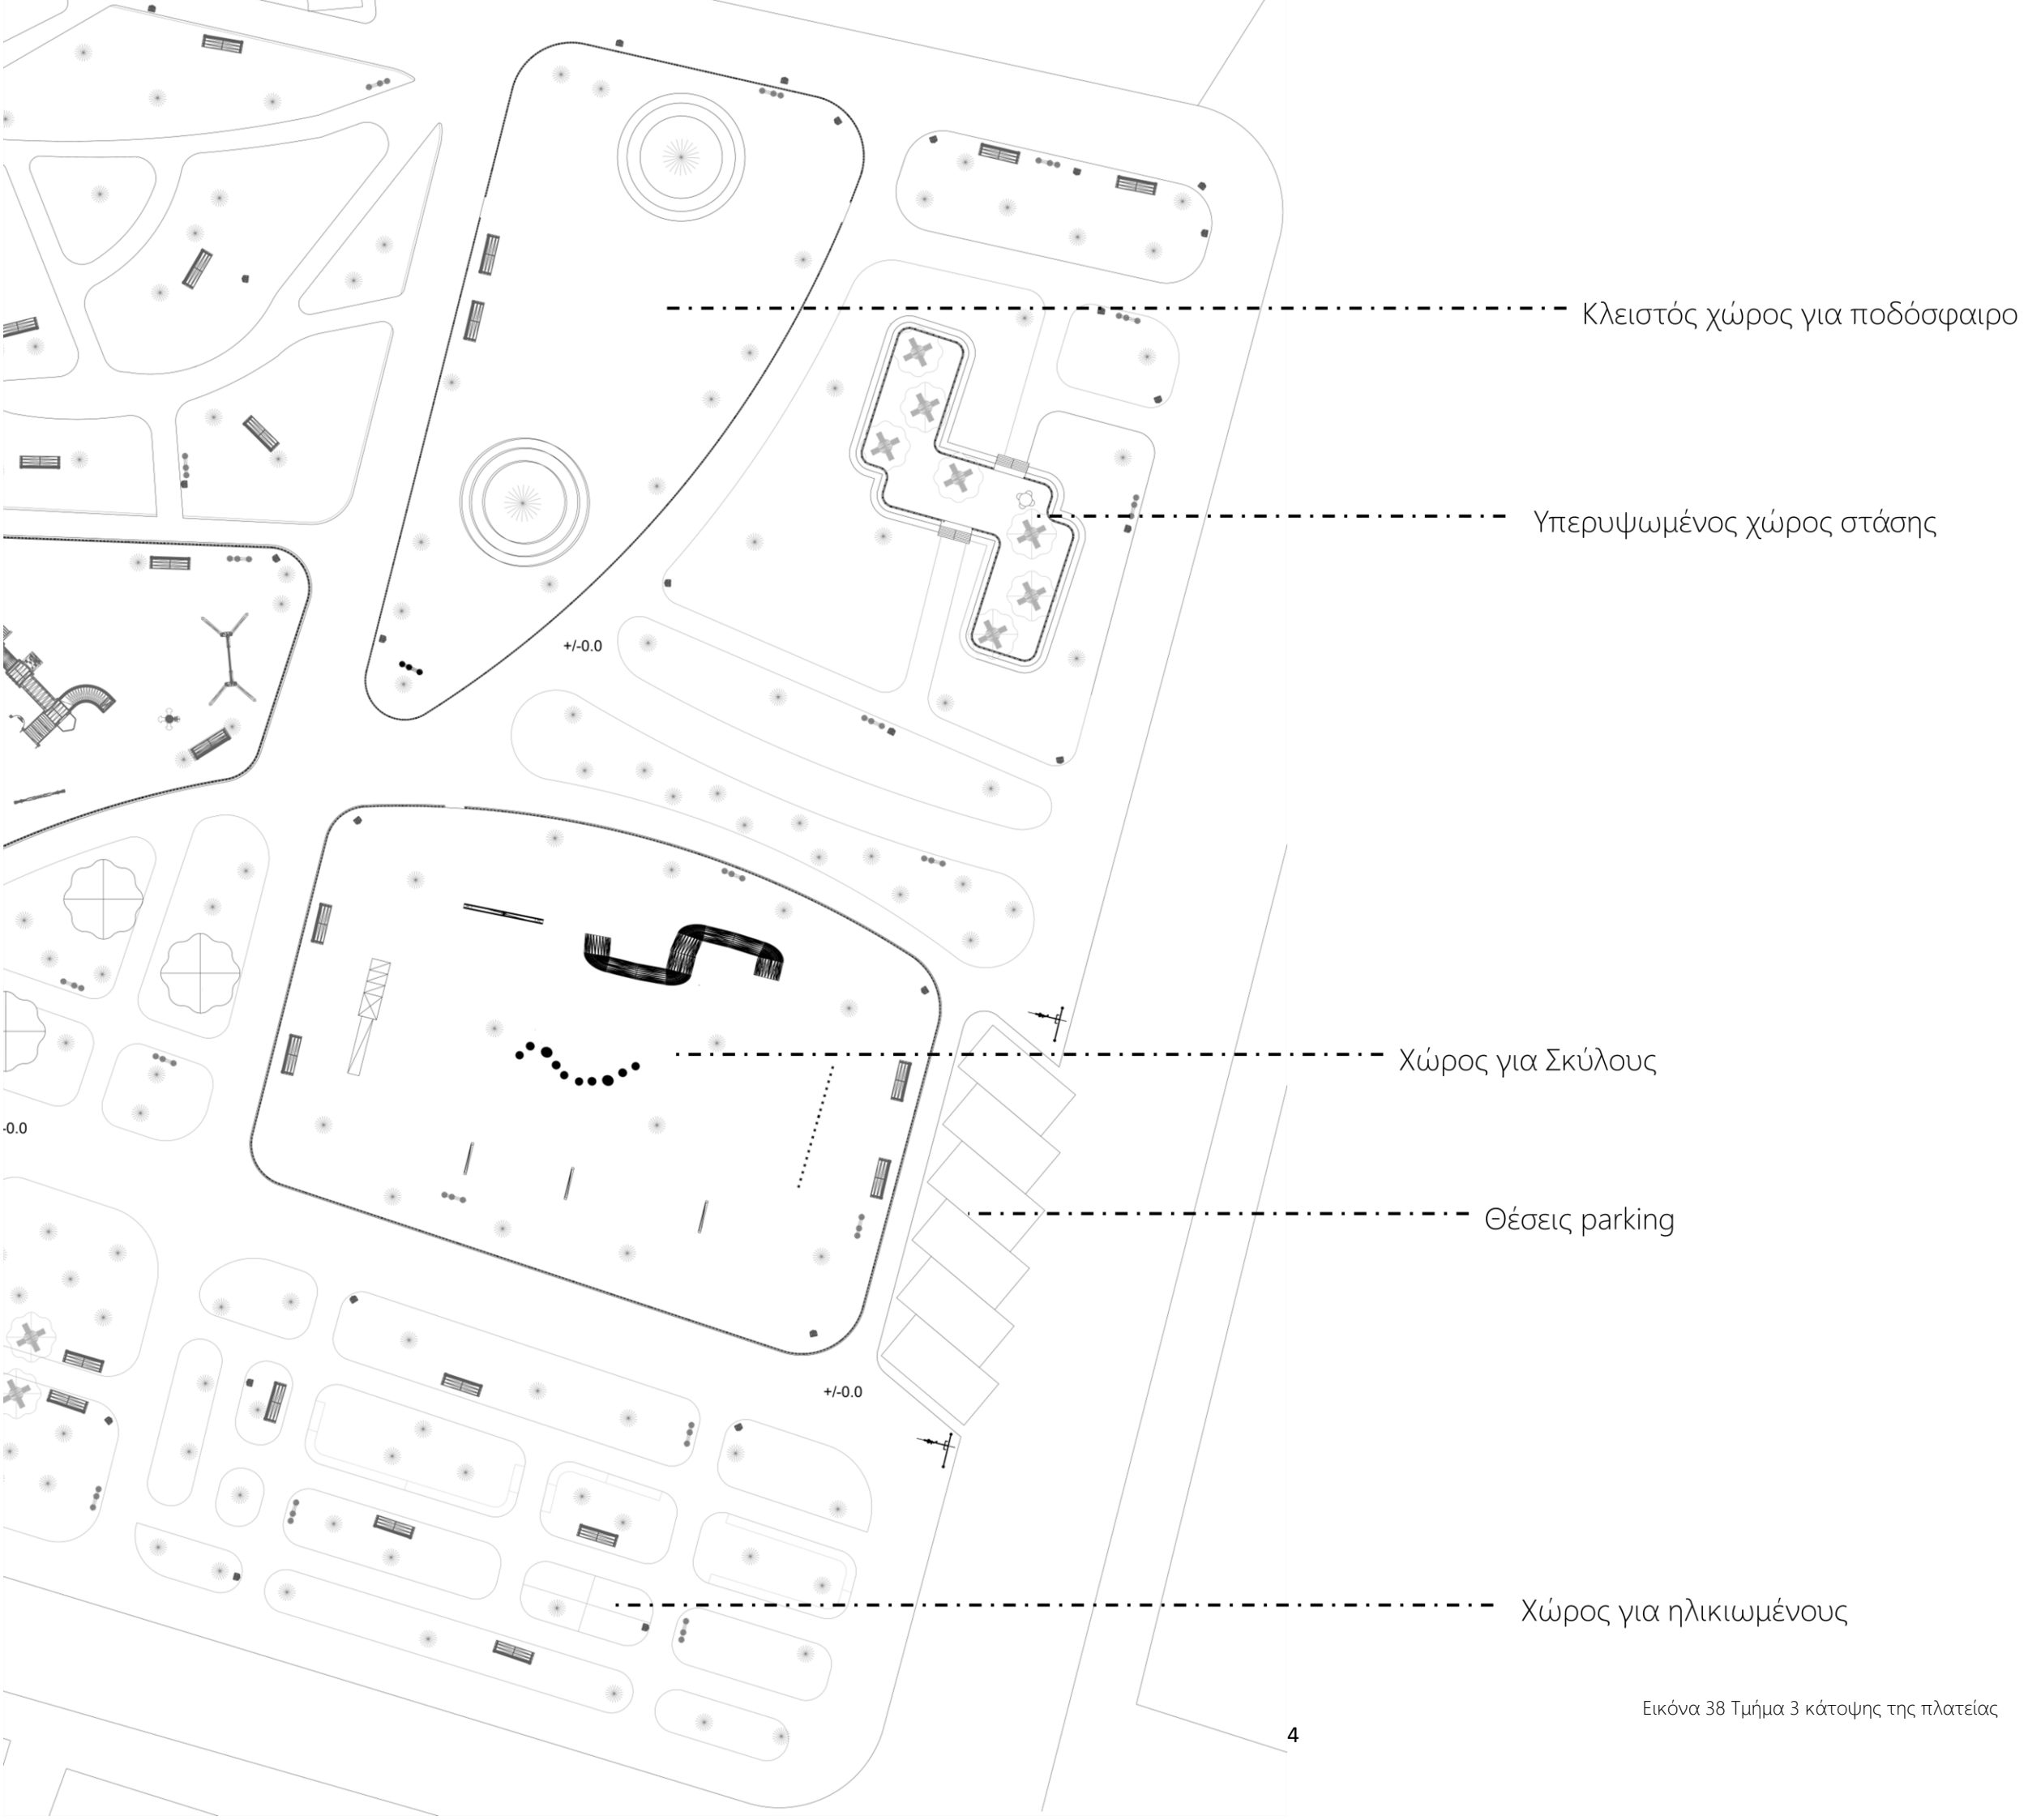 Κλειστός χώρος για ποδόσφαιρο
Υπερυψωμένος χώρος στάσης
+/-0.0
Χώρος για Σκύλους
-0.0
Θέσεις parking
+/-0.0
Χώρος για ηλικιωμένους
Εικόνα 38 Τμήμα 3 κάτοψης της πλατείας
4